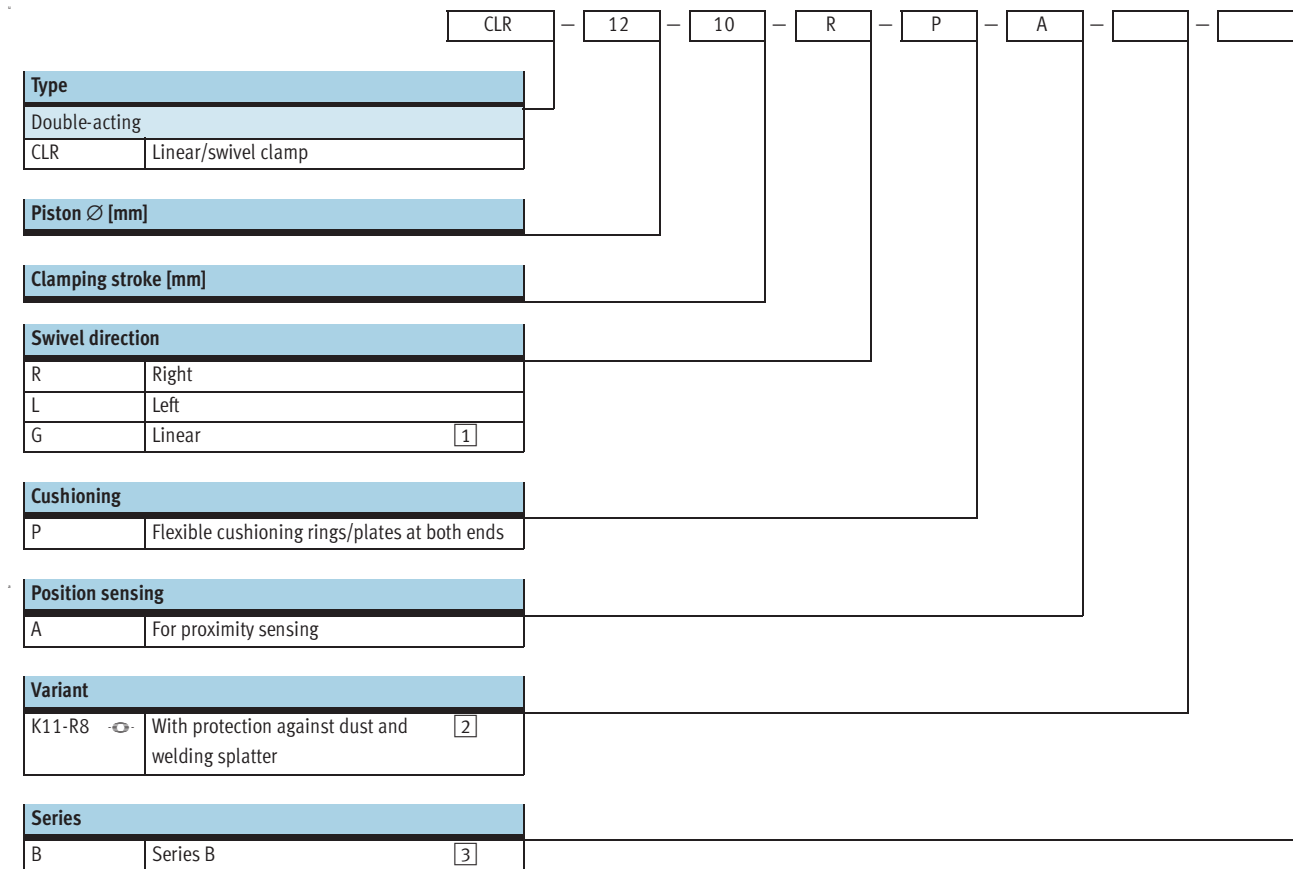 CLR – 12 – 10 – R – P – A – –
Type
Double-acting
CLR Linear/swivel clamp
Piston ∅ [mm]
Clamping stroke [mm]
Swivel direction
R Right
L Left
G Linear 1
Cushioning
P Flexible cushioning rings/plates at both ends
Position sensing
A For proximity sensing
Variant
K11-R8 With protection against dust and 2
welding splatter
Series
B Series B 3